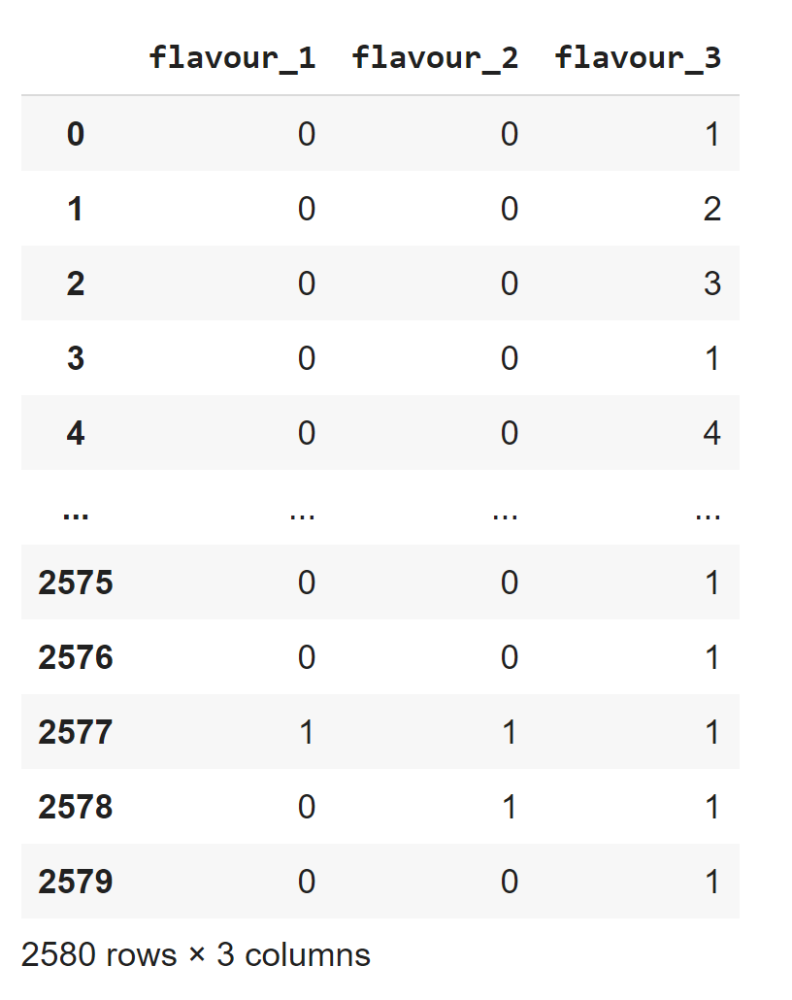 flavour_1 flavour_2 flavour_3
0 0 0 1
1 0 0 2
2 0 0 3
3 0 0 1
4 0 0 4
... ... ... ...
2575 0 0 1
2576 0 0 1
2577 1 1 1
2578 0 1 1
2579 0 0 1
2580 rows × 3 columns